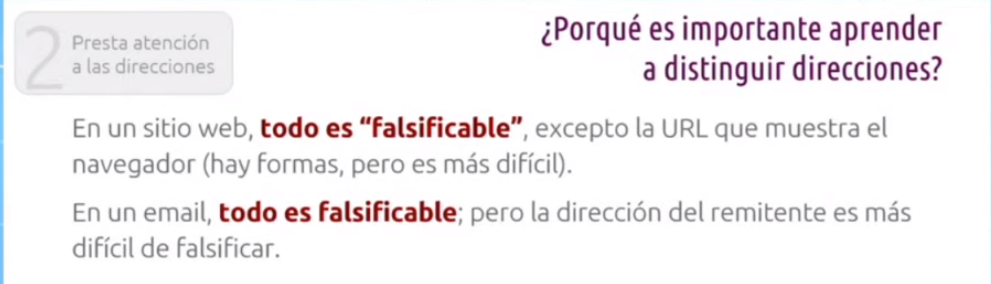 2
Presta atención
a las direcciones
¿Porqué es importante aprender
a distinguir direcciones?
En un sitio web, todo es “falsificable”, excepto la URL que muestra el
navegador (hay formas, pero es más difícil).
En un email, todo es falsificable; pero la dirección del remitente es más
difícil de falsificar.